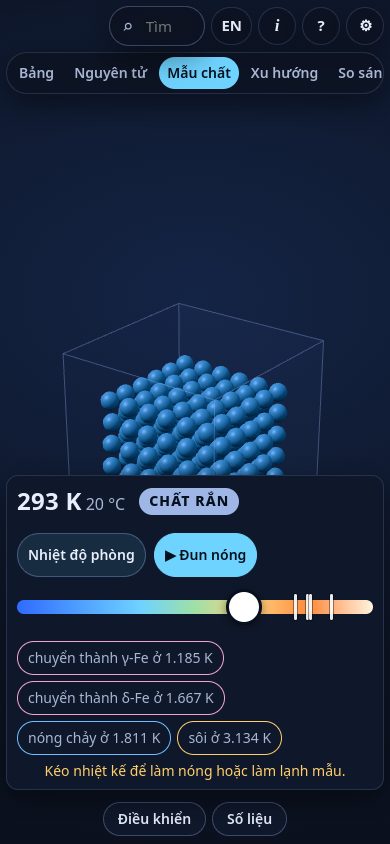 ⌕ Tìm EN i ? ⚙
Bảng Nguyên tử Mẫu chất Xu hướng So sán
293 K 20 °C CHẤT RẮN
Nhiệt độ phòng ▶ Đun nóng
chuyển thành γ-Fe ở 1.185 K
chuyển thành δ-Fe ở 1.667 K
nóng chảy ở 1.811 K sôi ở 3.134 K
Kéo nhiệt kế để làm nóng hoặc làm lạnh mẫu.
Điều khiển Số liệu